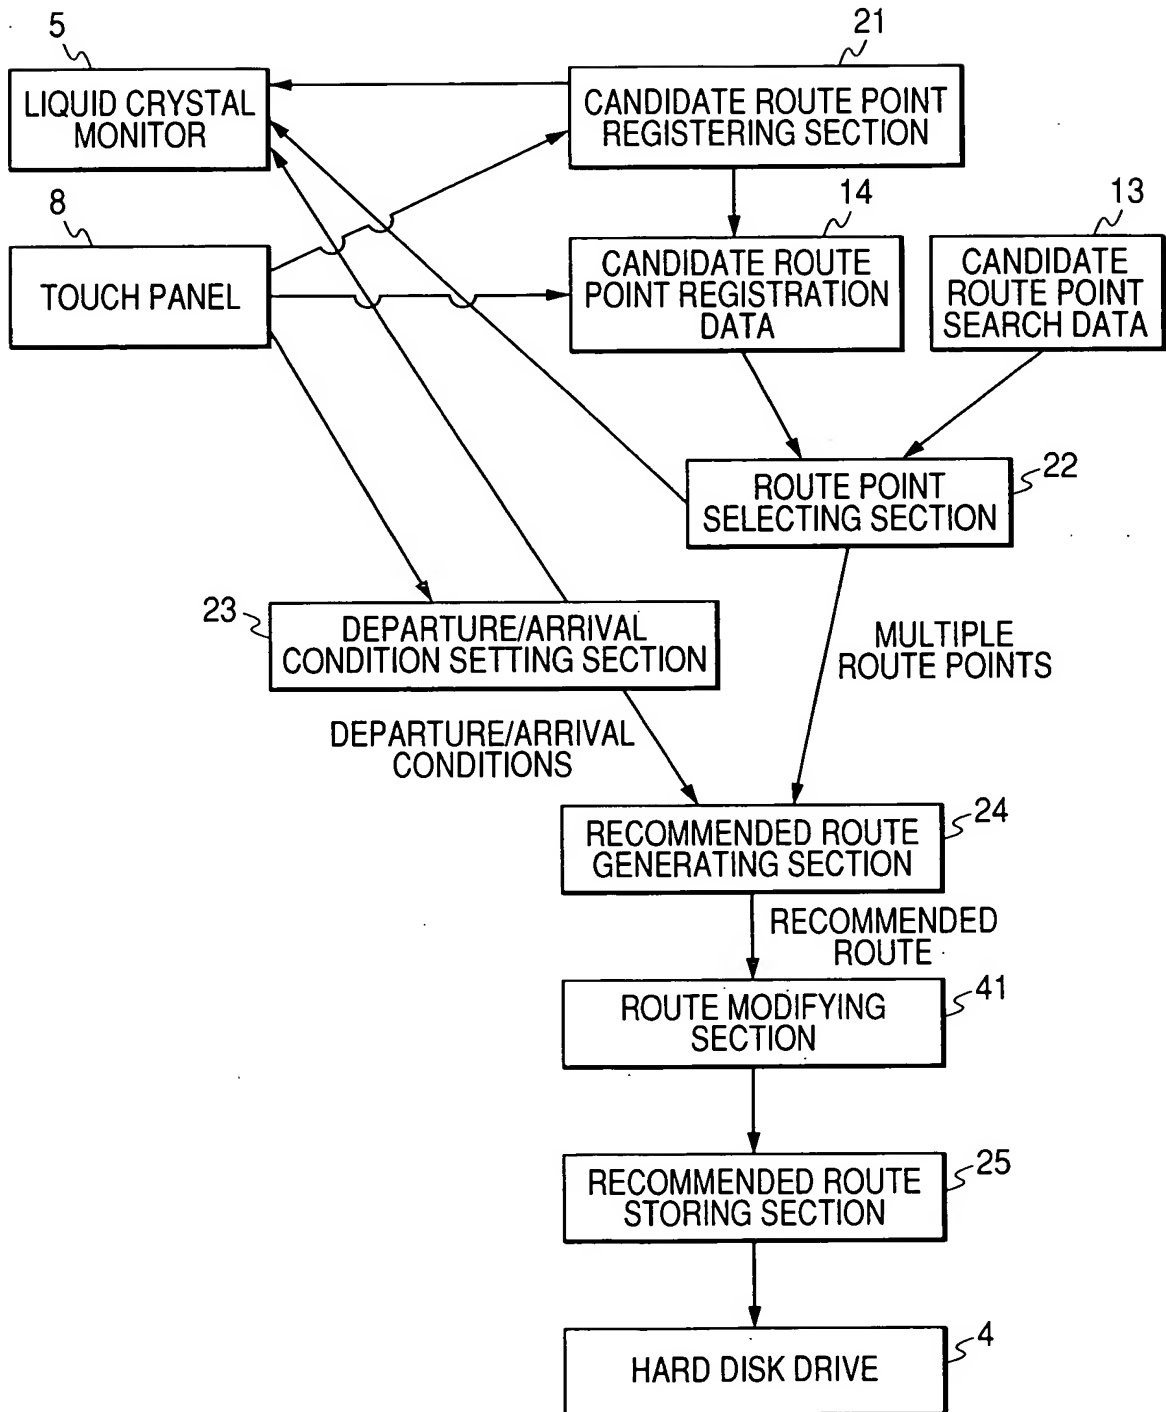 5
LIQUID CRYSTAL
MONITOR
21
CANDIDATE ROUTE POINT
REGISTERING SECTION
8
TOUCH PANEL
14
CANDIDATE ROUTE
POINT REGISTRATION
DATA
13
CANDIDATE
ROUTE POINT
SEARCH DATA
22
ROUTE POINT
SELECTING SECTION
23
DEPARTURE/ARRIVAL
CONDITION SETTING SECTION
MULTIPLE
ROUTE POINTS
DEPARTURE/ARRIVAL
CONDITIONS
24
RECOMMENDED ROUTE
GENERATING SECTION
RECOMMENDED
ROUTE
41
ROUTE MODIFYING
SECTION
25
RECOMMENDED ROUTE
STORING SECTION
4
HARD DISK DRIVE